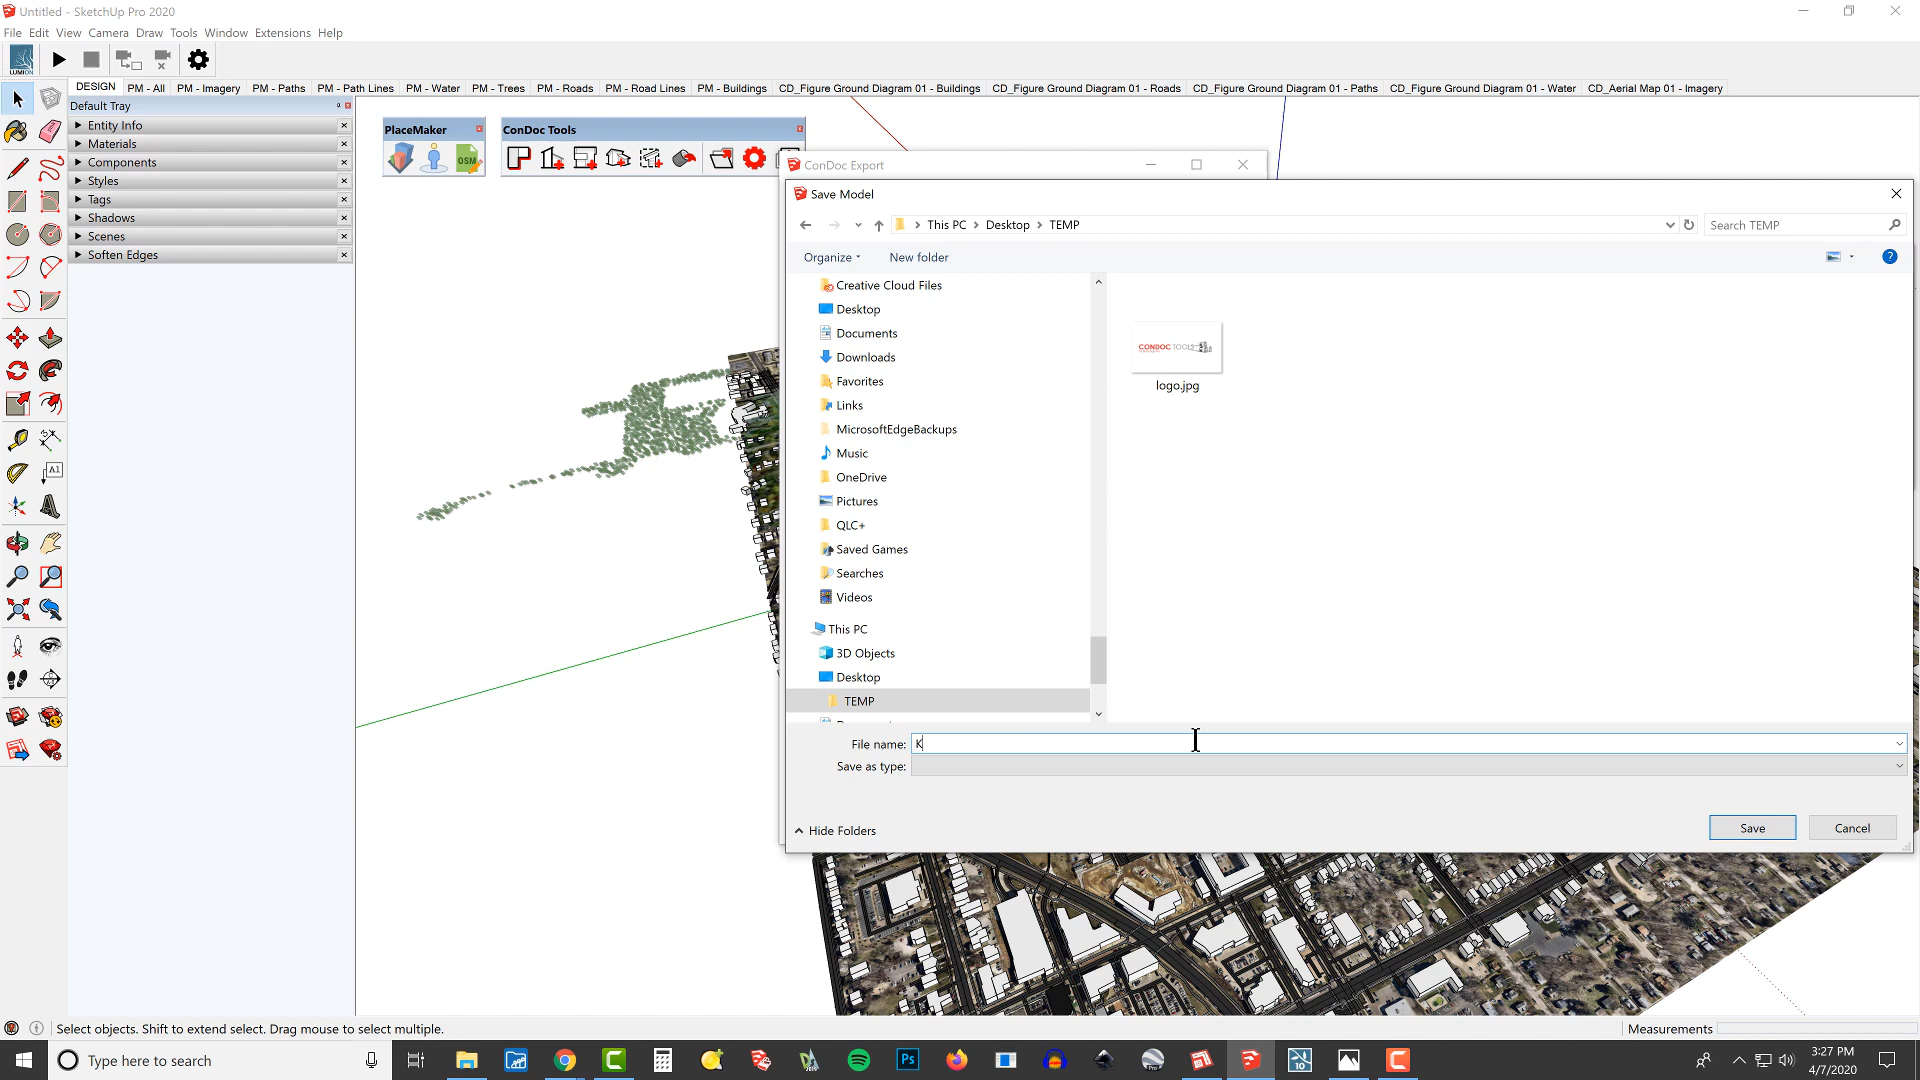 Untitled - SketchUp Pro 2020
File Edit View Camera Draw Tools Window Extensions Help
LUMION
DESIGN PM - All PM - Imagery PM - Paths PM - Path Lines PM - Water PM - Trees PM - Roads PM - Road Lines PM - Buildings CD_Figure Ground Diagram 01 - Buildings CD_Figure Ground Diagram 01 - Roads CD_Figure Ground Diagram 01 - Paths CD_Figure Ground Diagram 01 - Water CD_Aerial Map 01 - Imagery
Default Tray
Entity Info
Materials
Components
Styles
Tags
Shadows
Scenes
Soften Edges
PlaceMaker
OSM
ConDoc Tools
ConDoc Export
Save Model
This PC > Desktop > TEMP
Search TEMP
Organize
New folder
Creative Cloud Files
Desktop
Documents
Downloads
Favorites
Links
MicrosoftEdgeBackups
Music
OneDrive
Pictures
QLC+
Saved Games
Searches
Videos
This PC
3D Objects
Desktop
TEMP
CONDOC TOOLS
logo.jpg
File name: K
Save as type:
Hide Folders
Save
Cancel
Select objects. Shift to extend select. Drag mouse to select multiple.
Measurements
Type here to search
Ps
3:27 PM
4/7/2020